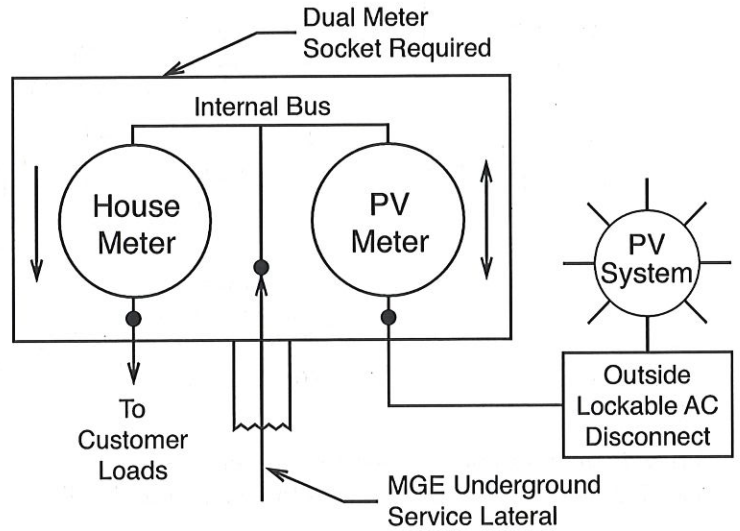 Dual Meter
Socket Required
Internal Bus
House
Meter
PV
Meter
PV
System
Outside
Lockable AC
Disconnect
To
Customer
Loads
MGE Underground
Service Lateral